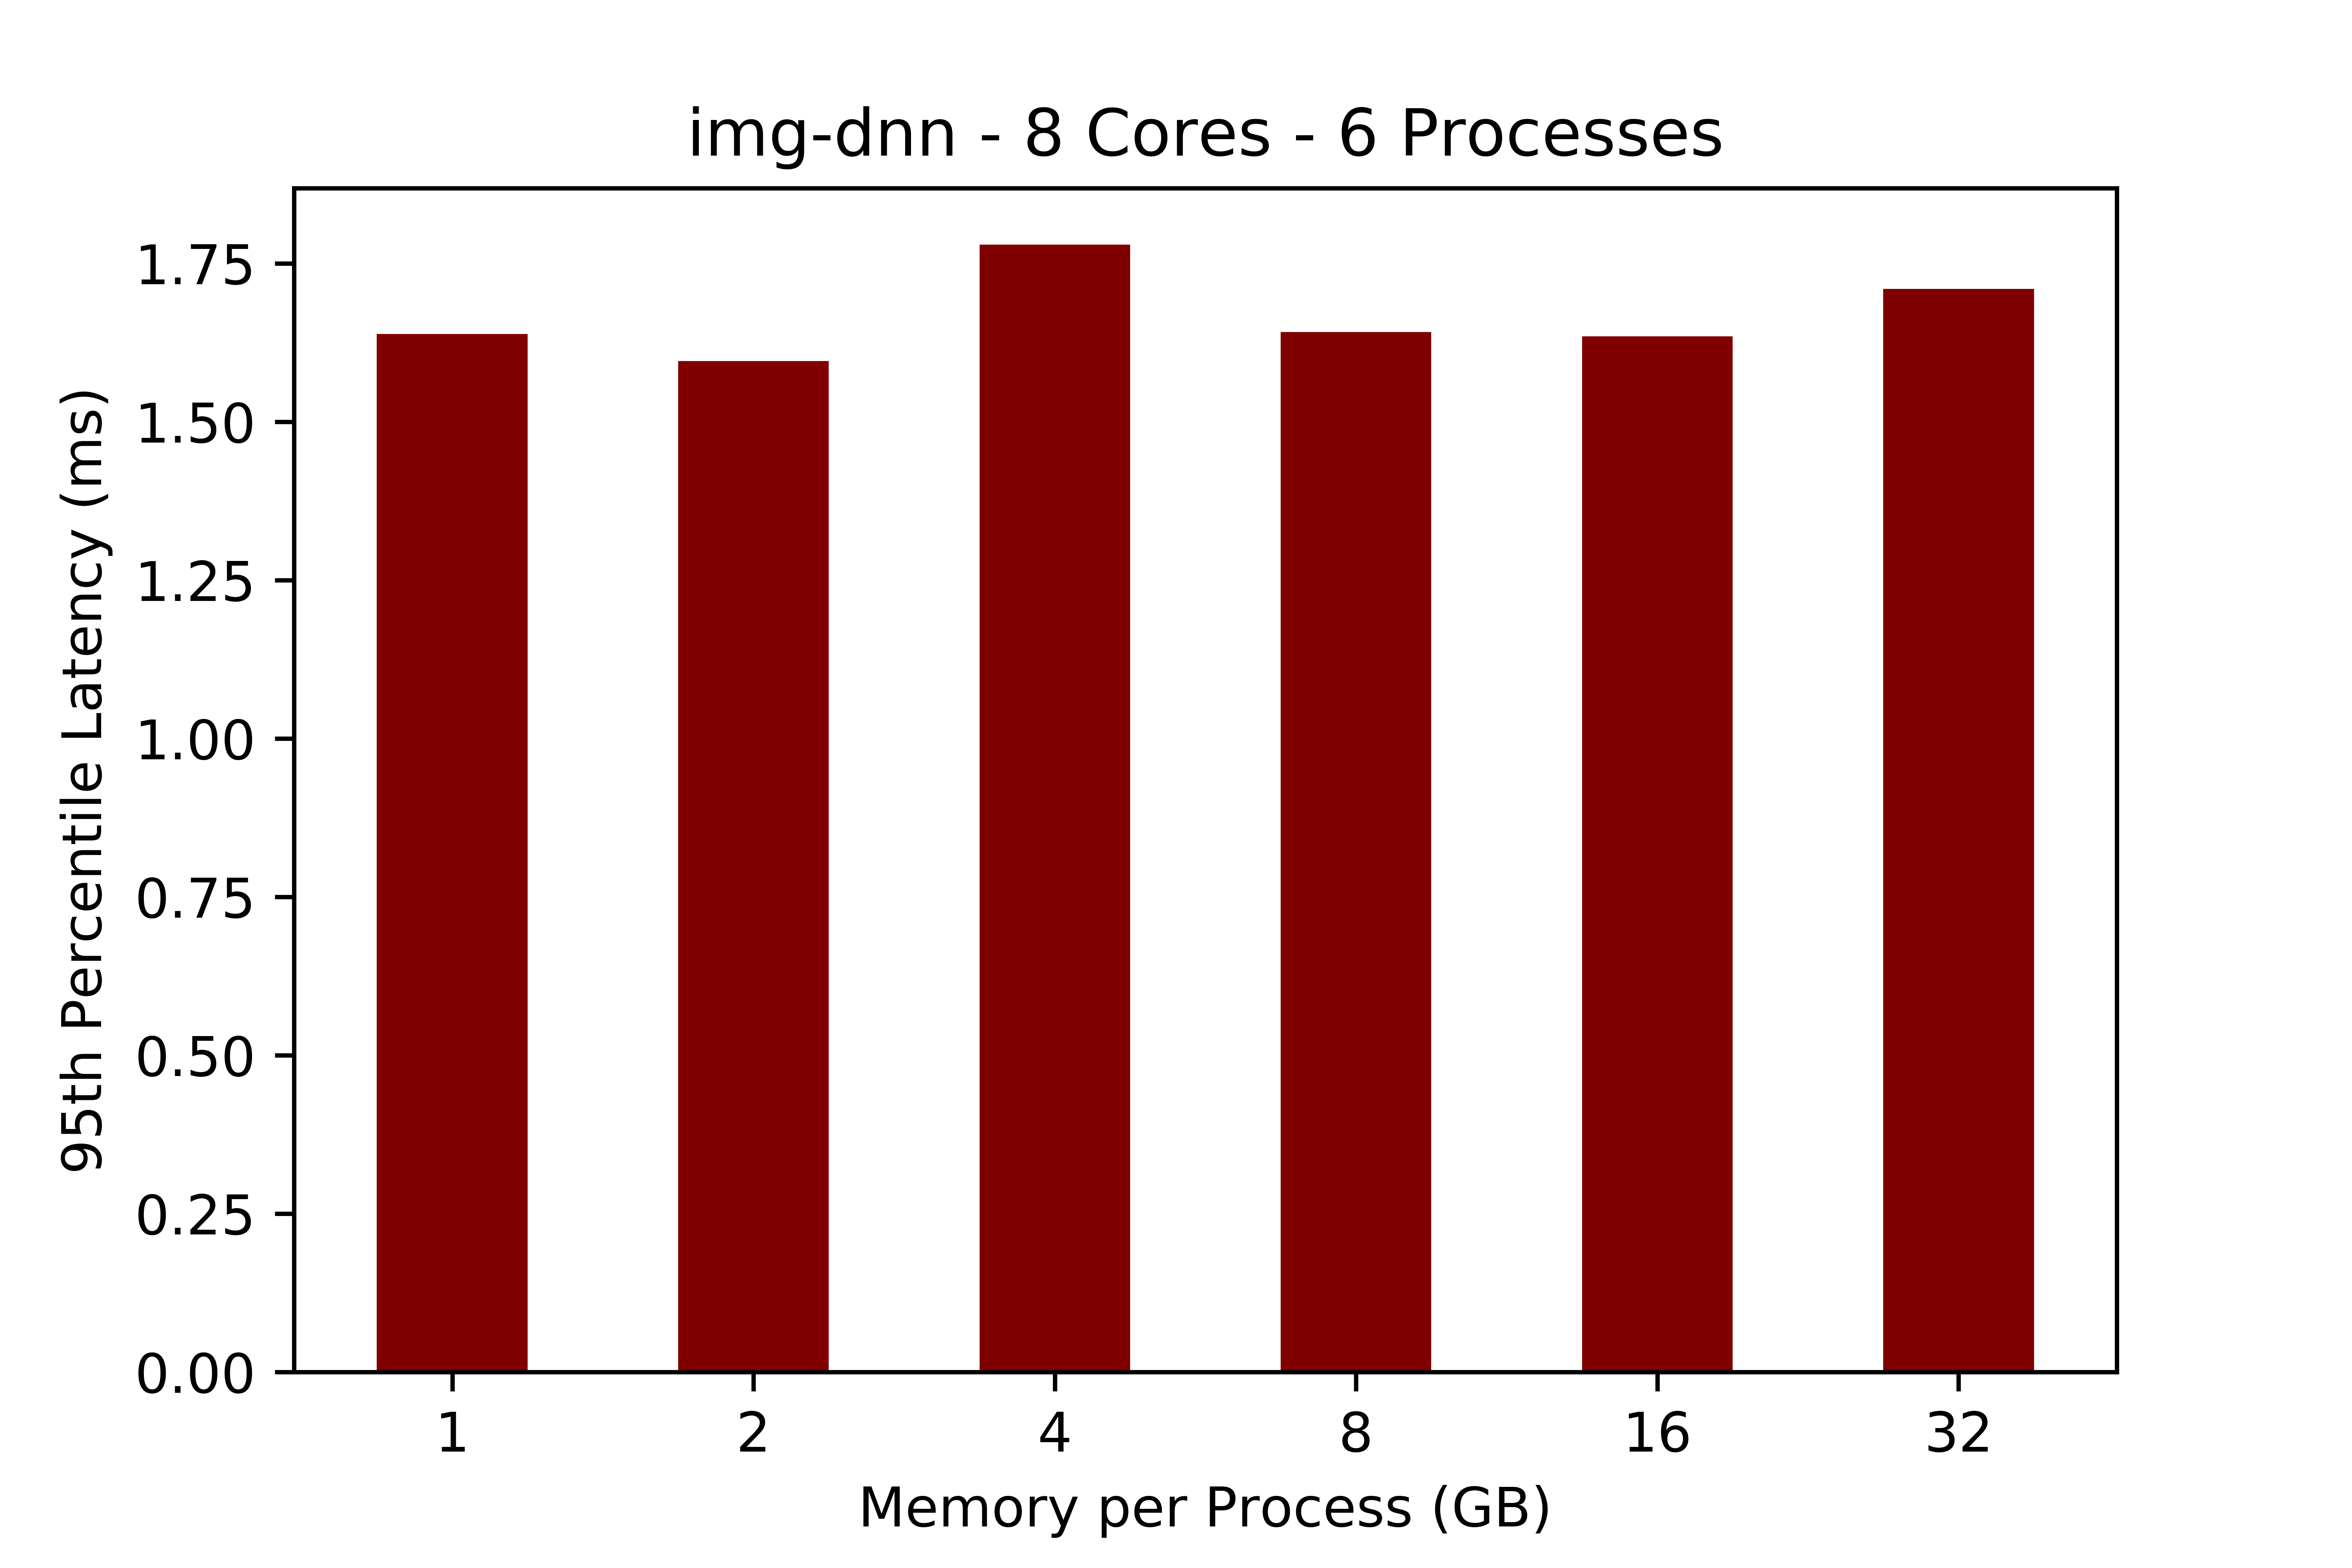 img-dnn - 8 Cores - 6 Processes
95th Percentile Latency (ms)
1.75
1.50
1.25
1.00
0.75
0.50
0.25
0.00
1 2 4 8 16 32
Memory per Process (GB)